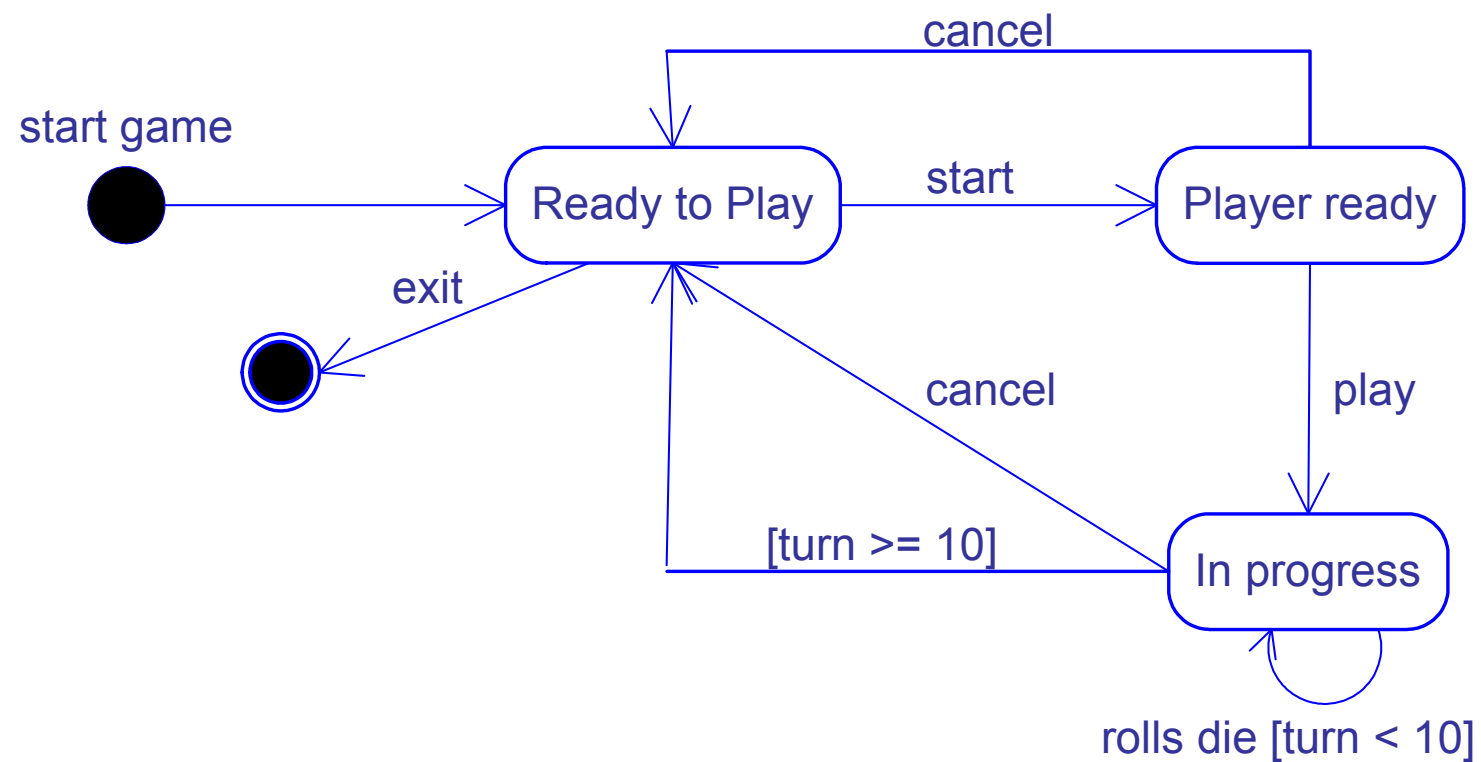 cancel
start game
Ready to Play
start
Player ready
exit
cancel
play
[turn >= 10]
In progress
rolls die [turn < 10]